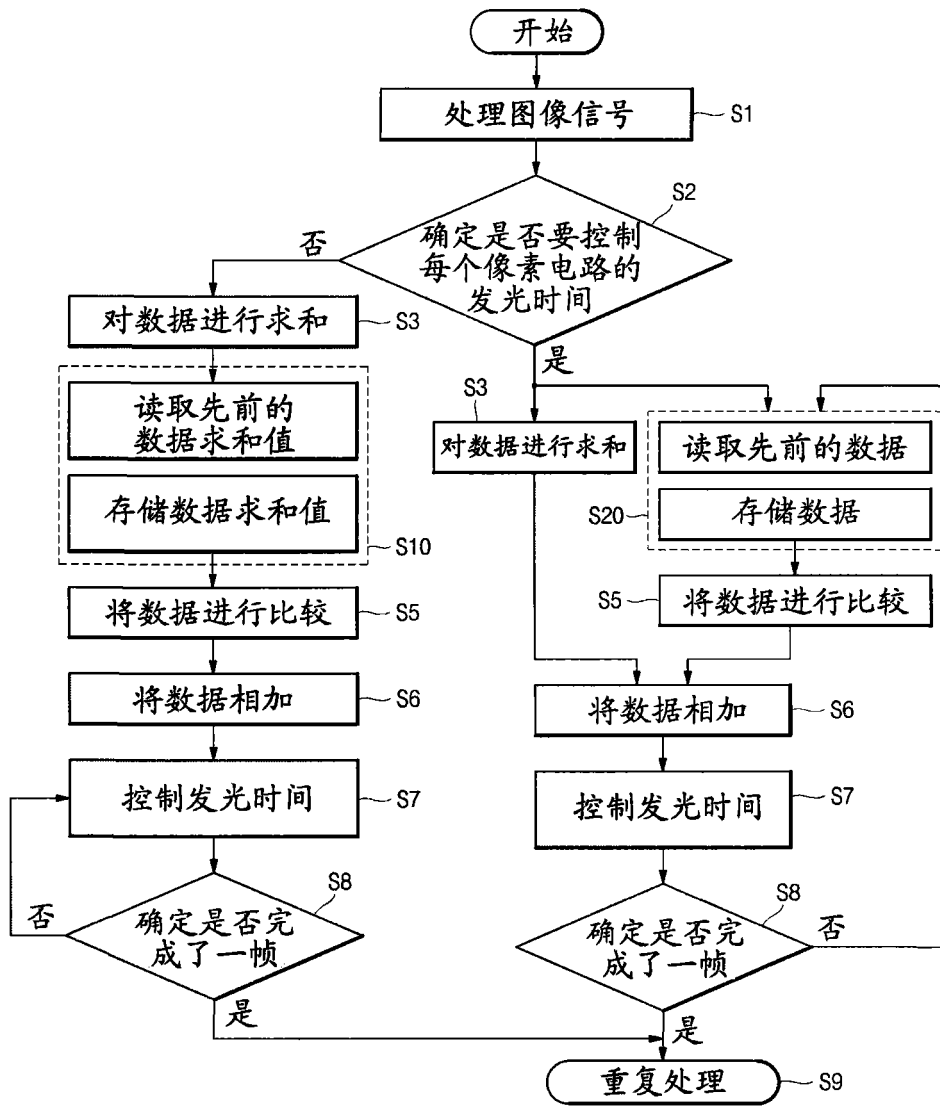 开始
处理图像信号
S1
S2
确定是否要控制
每个像素电路的
发光时间
否
是
对数据进行求和
S3
读取先前的
数据求和值
存储数据求和值
S10
将数据进行比较
S5
将数据相加
S6
控制发光时间
S7
S8
确定是否完
成了一帧
否
是
S3
对数据进行求和
读取先前的数据
存储数据
S20
将数据进行比较
S5
将数据相加
S6
控制发光时间
S7
S8
确定是否完
成了一帧
否
是
重复处理
S9